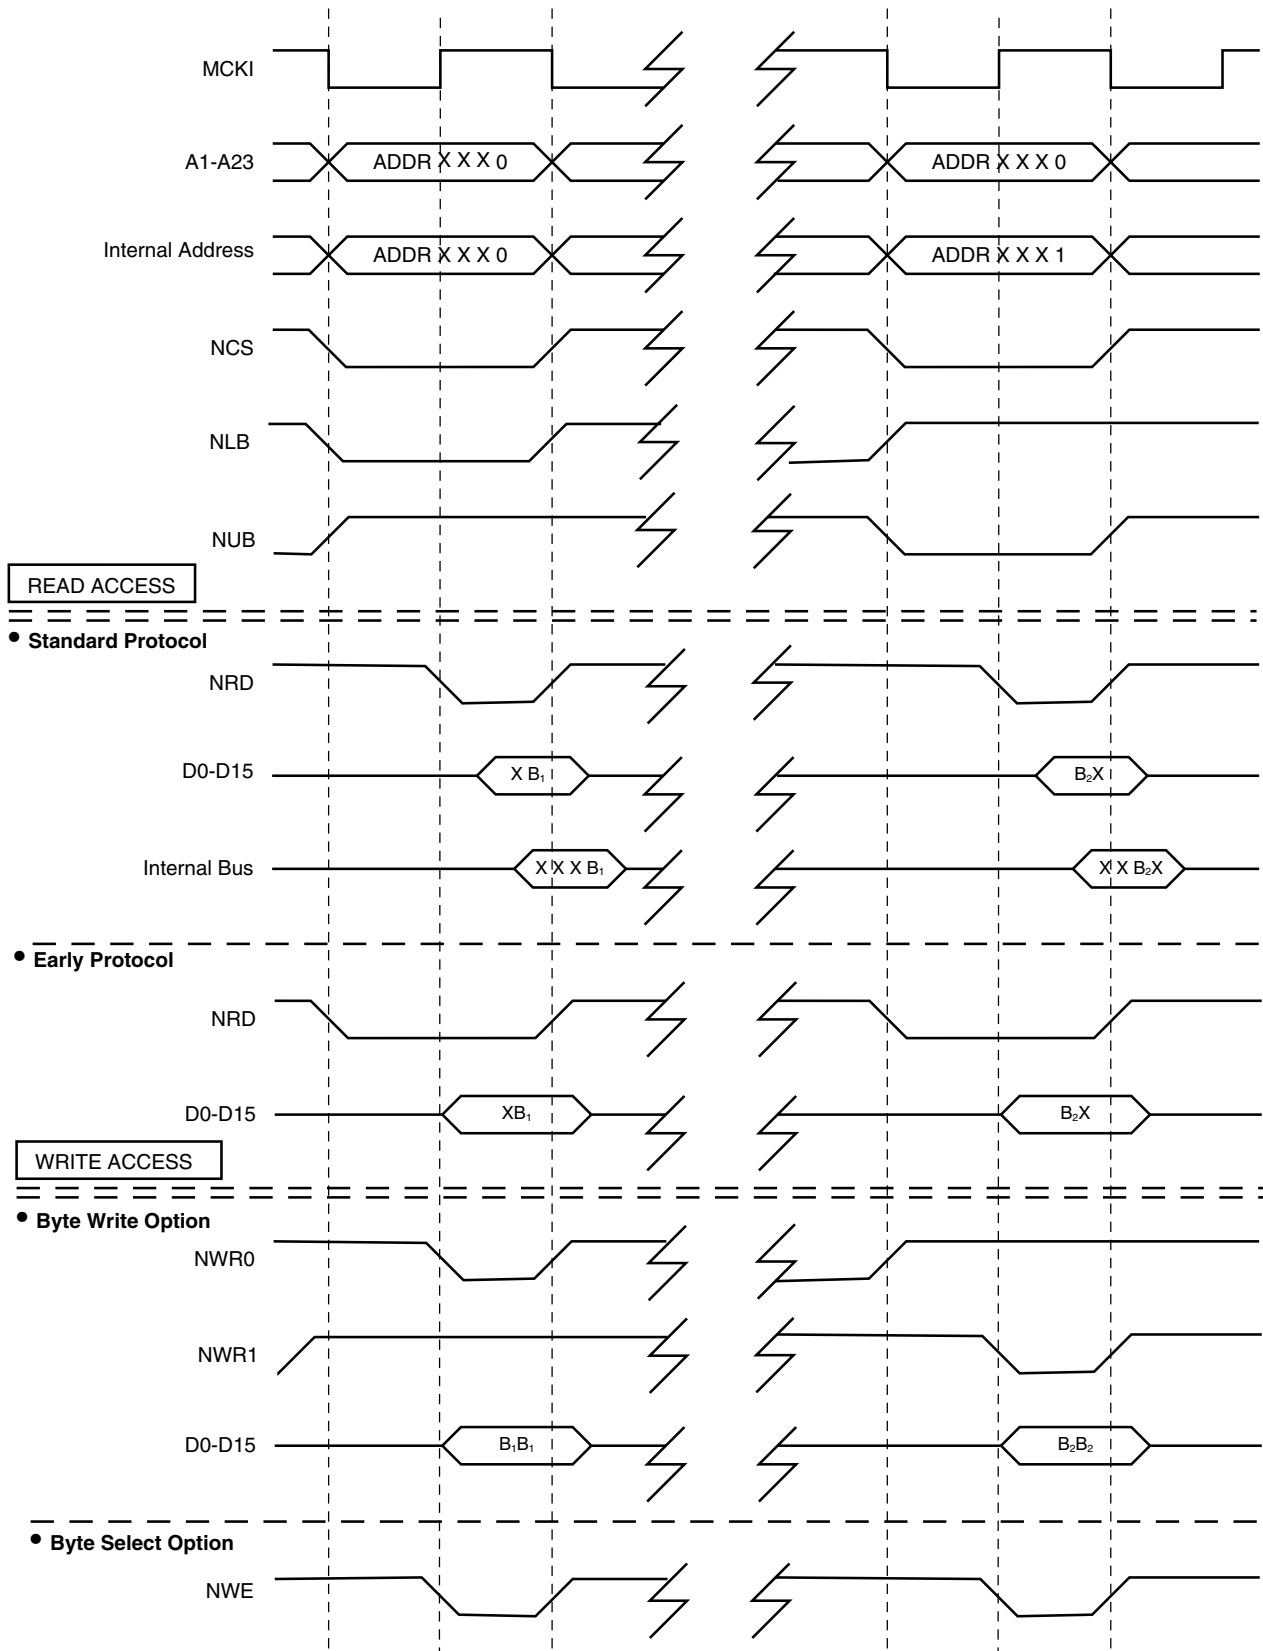 MCKI
A1-A23 ADDR X X X 0 ADDR X X X 0
Internal Address ADDR X X X 0 ADDR X X X 1
NCS
NLB
NUB
READ ACCESS
• Standard Protocol
NRD
D0-D15 X B₁ B₂X
Internal Bus X X X B₁ X X B₂X
• Early Protocol
NRD
D0-D15 XB₁ B₂X
WRITE ACCESS
• Byte Write Option
NWR0
NWR1
D0-D15 B₁B₁ B₂B₂
• Byte Select Option
NWE